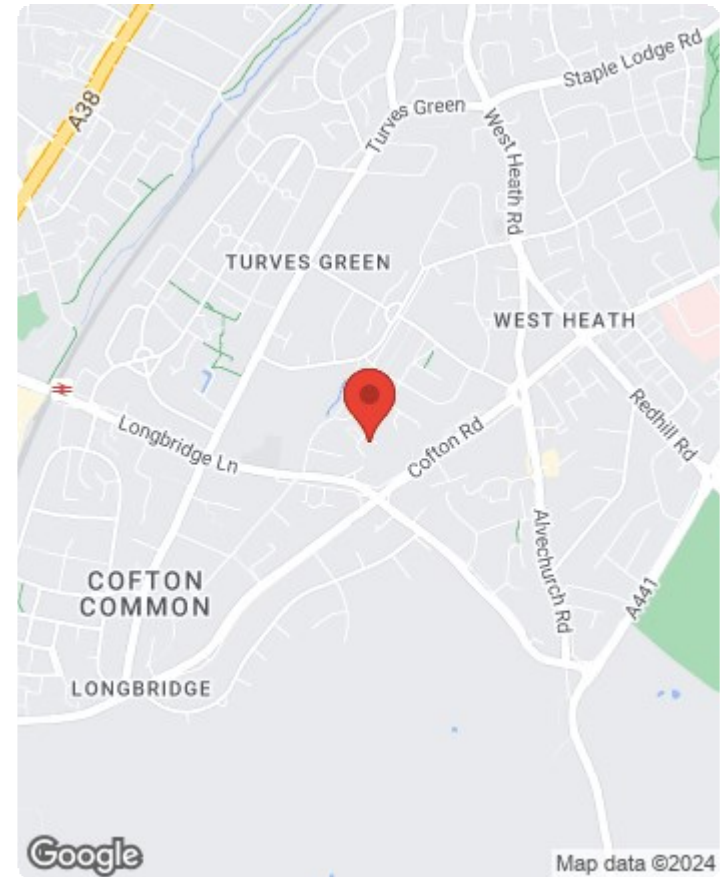 Staple Lodge Rd
A38
Turves Green
West Heath Rd
TURVES GREEN
WEST HEATH
Redhill Rd
Longbridge Ln
Cofton Rd
Alvechurch Rd
COFTON
COMMON
A441
LONGBRIDGE
Google
Map data ©2024